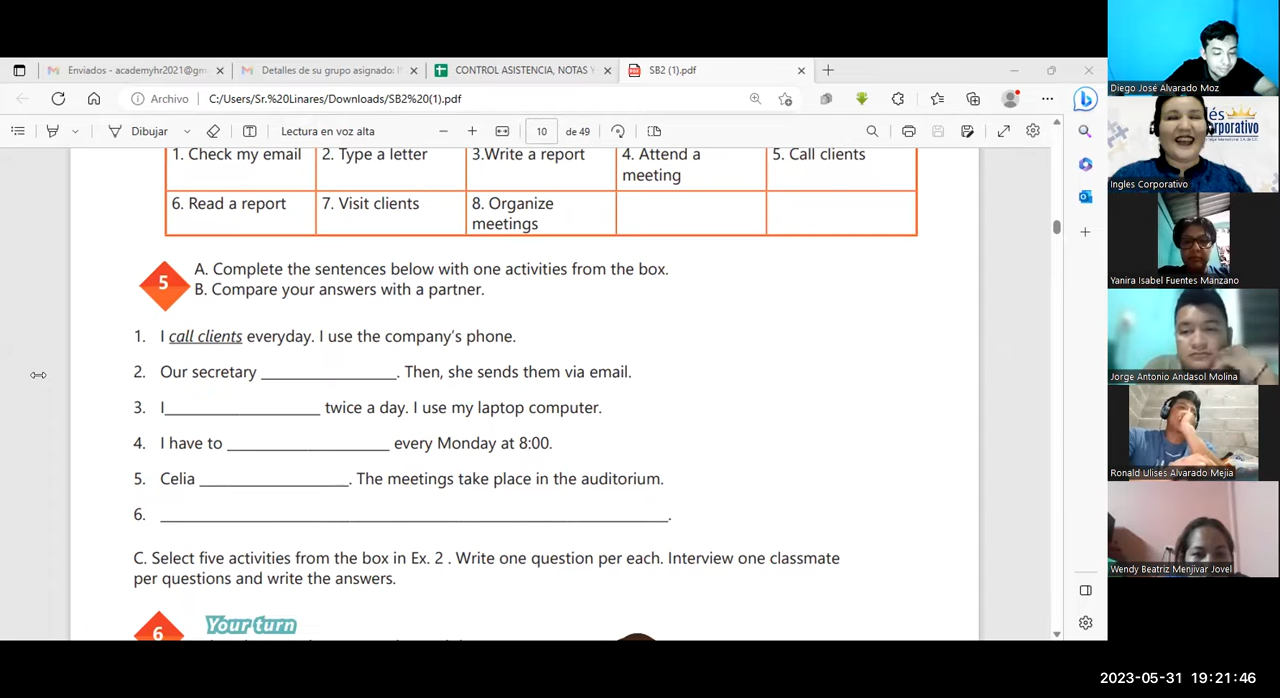 Enviados - academyhr2021@gm
Detalles de su grupo asignado: I
CONTROL ASISTENCIA, NOTAS Y
SB2 (1).pdf
Archivo
C:/Users/Sr.%20Linares/Downloads/SB2%20(1).pdf
Dibujar
Lectura en voz alta
10
de 49
1. Check my email
2. Type a letter
3.Write a report
4. Attend a
meeting
5. Call clients
6. Read a report
7. Visit clients
8. Organize
meetings
5
A. Complete the sentences below with one activities from the box.
B. Compare your answers with a partner.
1. I call clients everyday. I use the company's phone.
2. Our secretary _______________. Then, she sends them via email.
3. I_________________ twice a day. I use my laptop computer.
4. I have to __________________ every Monday at 8:00.
5. Celia _________________. The meetings take place in the auditorium.
6. _________________________________________________________.
C. Select five activities from the box in Ex. 2 . Write one question per each. Interview one classmate
per questions and write the answers.
6
Your turn
Diego José Alvarado Moz
és
orporativo
Ingles Corporativo
Yanira Isabel Fuentes Manzano
Jorge Antonio Andasol Molina
Ronald Ulises Alvarado Mejia
Wendy Beatriz Menjivar Jovel
2023-05-31 19:21:46